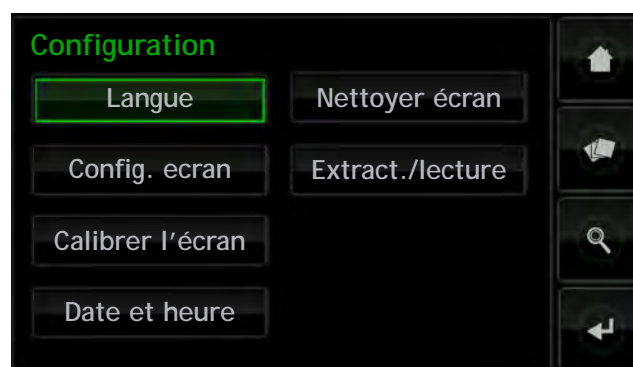 Configuration
Langue
Nettoyer écran
Config. ecran
Extract./lecture
Calibrer l'écran
Date et heure